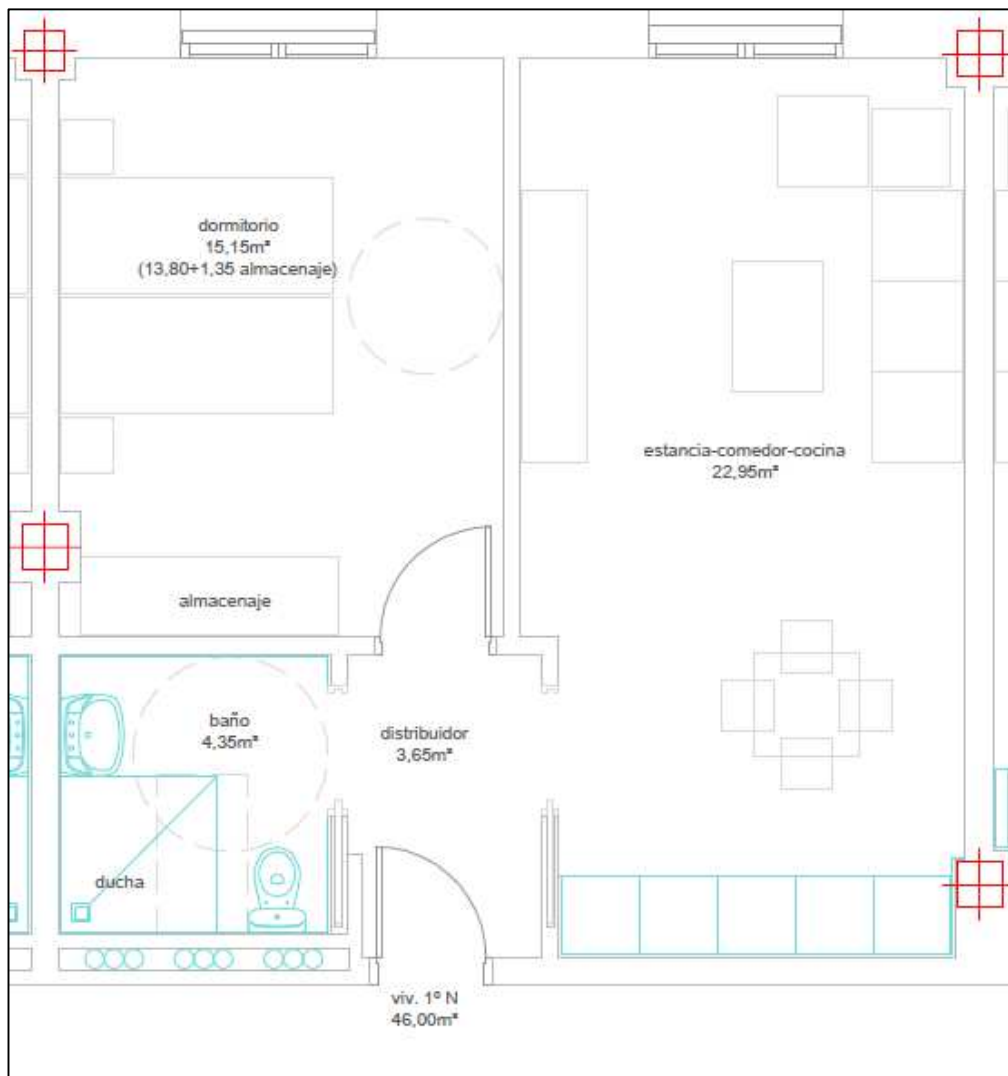 dormitorio
15,15m²
(13,80+1,35 almacenaje)
estancia-comedor-cocina
22,95m²
almacenaje
baño
4,35m²
distribuidor
3,65m²
ducha
viv. 1º N
46,00m²